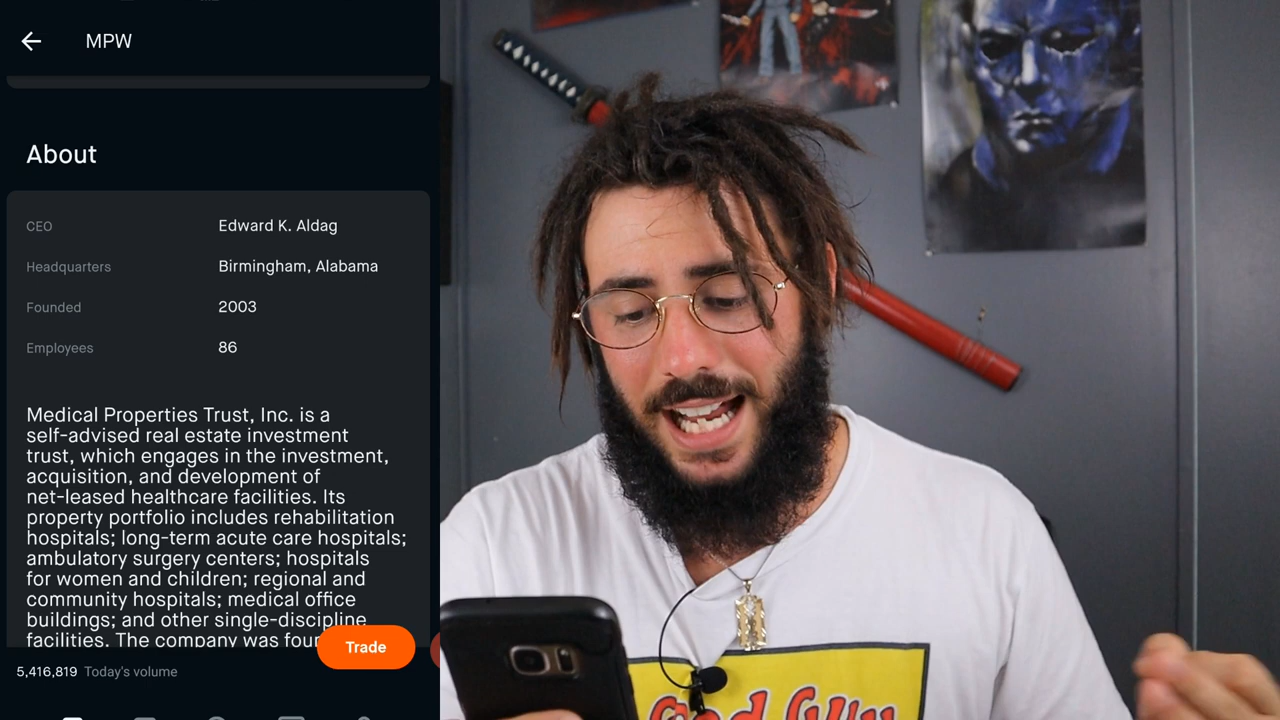 MPW
About
CEO Edward K. Aldag
Headquarters Birmingham, Alabama
Founded 2003
Employees 86
Medical Properties Trust, Inc. is a
self-advised real estate investment
trust, which engages in the investment,
acquisition, and development of
net-leased healthcare facilities. Its
property portfolio includes rehabilitation
hospitals; long-term acute care hospitals;
ambulatory surgery centers; hospitals
for women and children; regional and
community hospitals; medical office
buildings; and other single-discipline
facilities. The company was
Trade
5,416,819 Today's volume